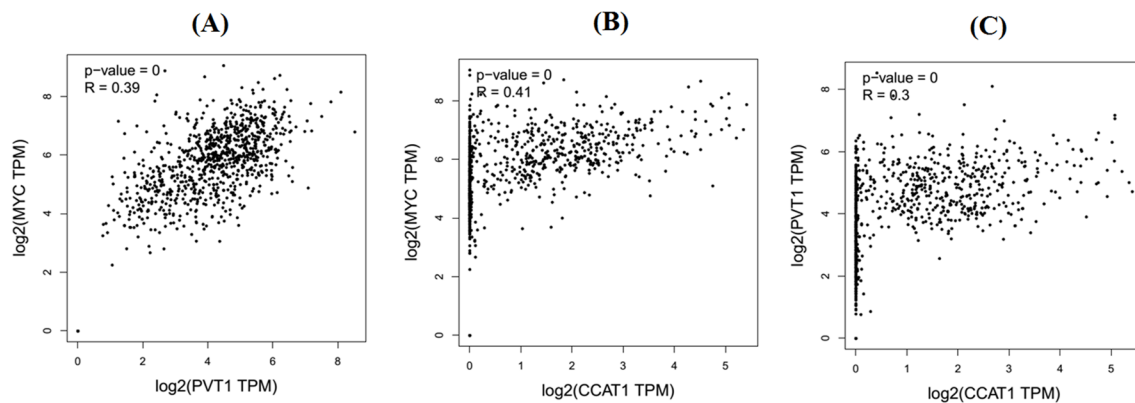 (A)
p-value = 0
R = 0.39
log2(MYC TPM)
0 2 4 6 8
0 2 4 6 8
log2(PVT1 TPM)
(B)
p-value = 0
R = 0.41
log2(MYC TPM)
0 2 4 6 8
0 1 2 3 4 5
log2(CCAT1 TPM)
(C)
p-value = 0
R = 0.3
log2(PVT1 TPM)
0 2 4 6 8
0 1 2 3 4 5
log2(CCAT1 TPM)